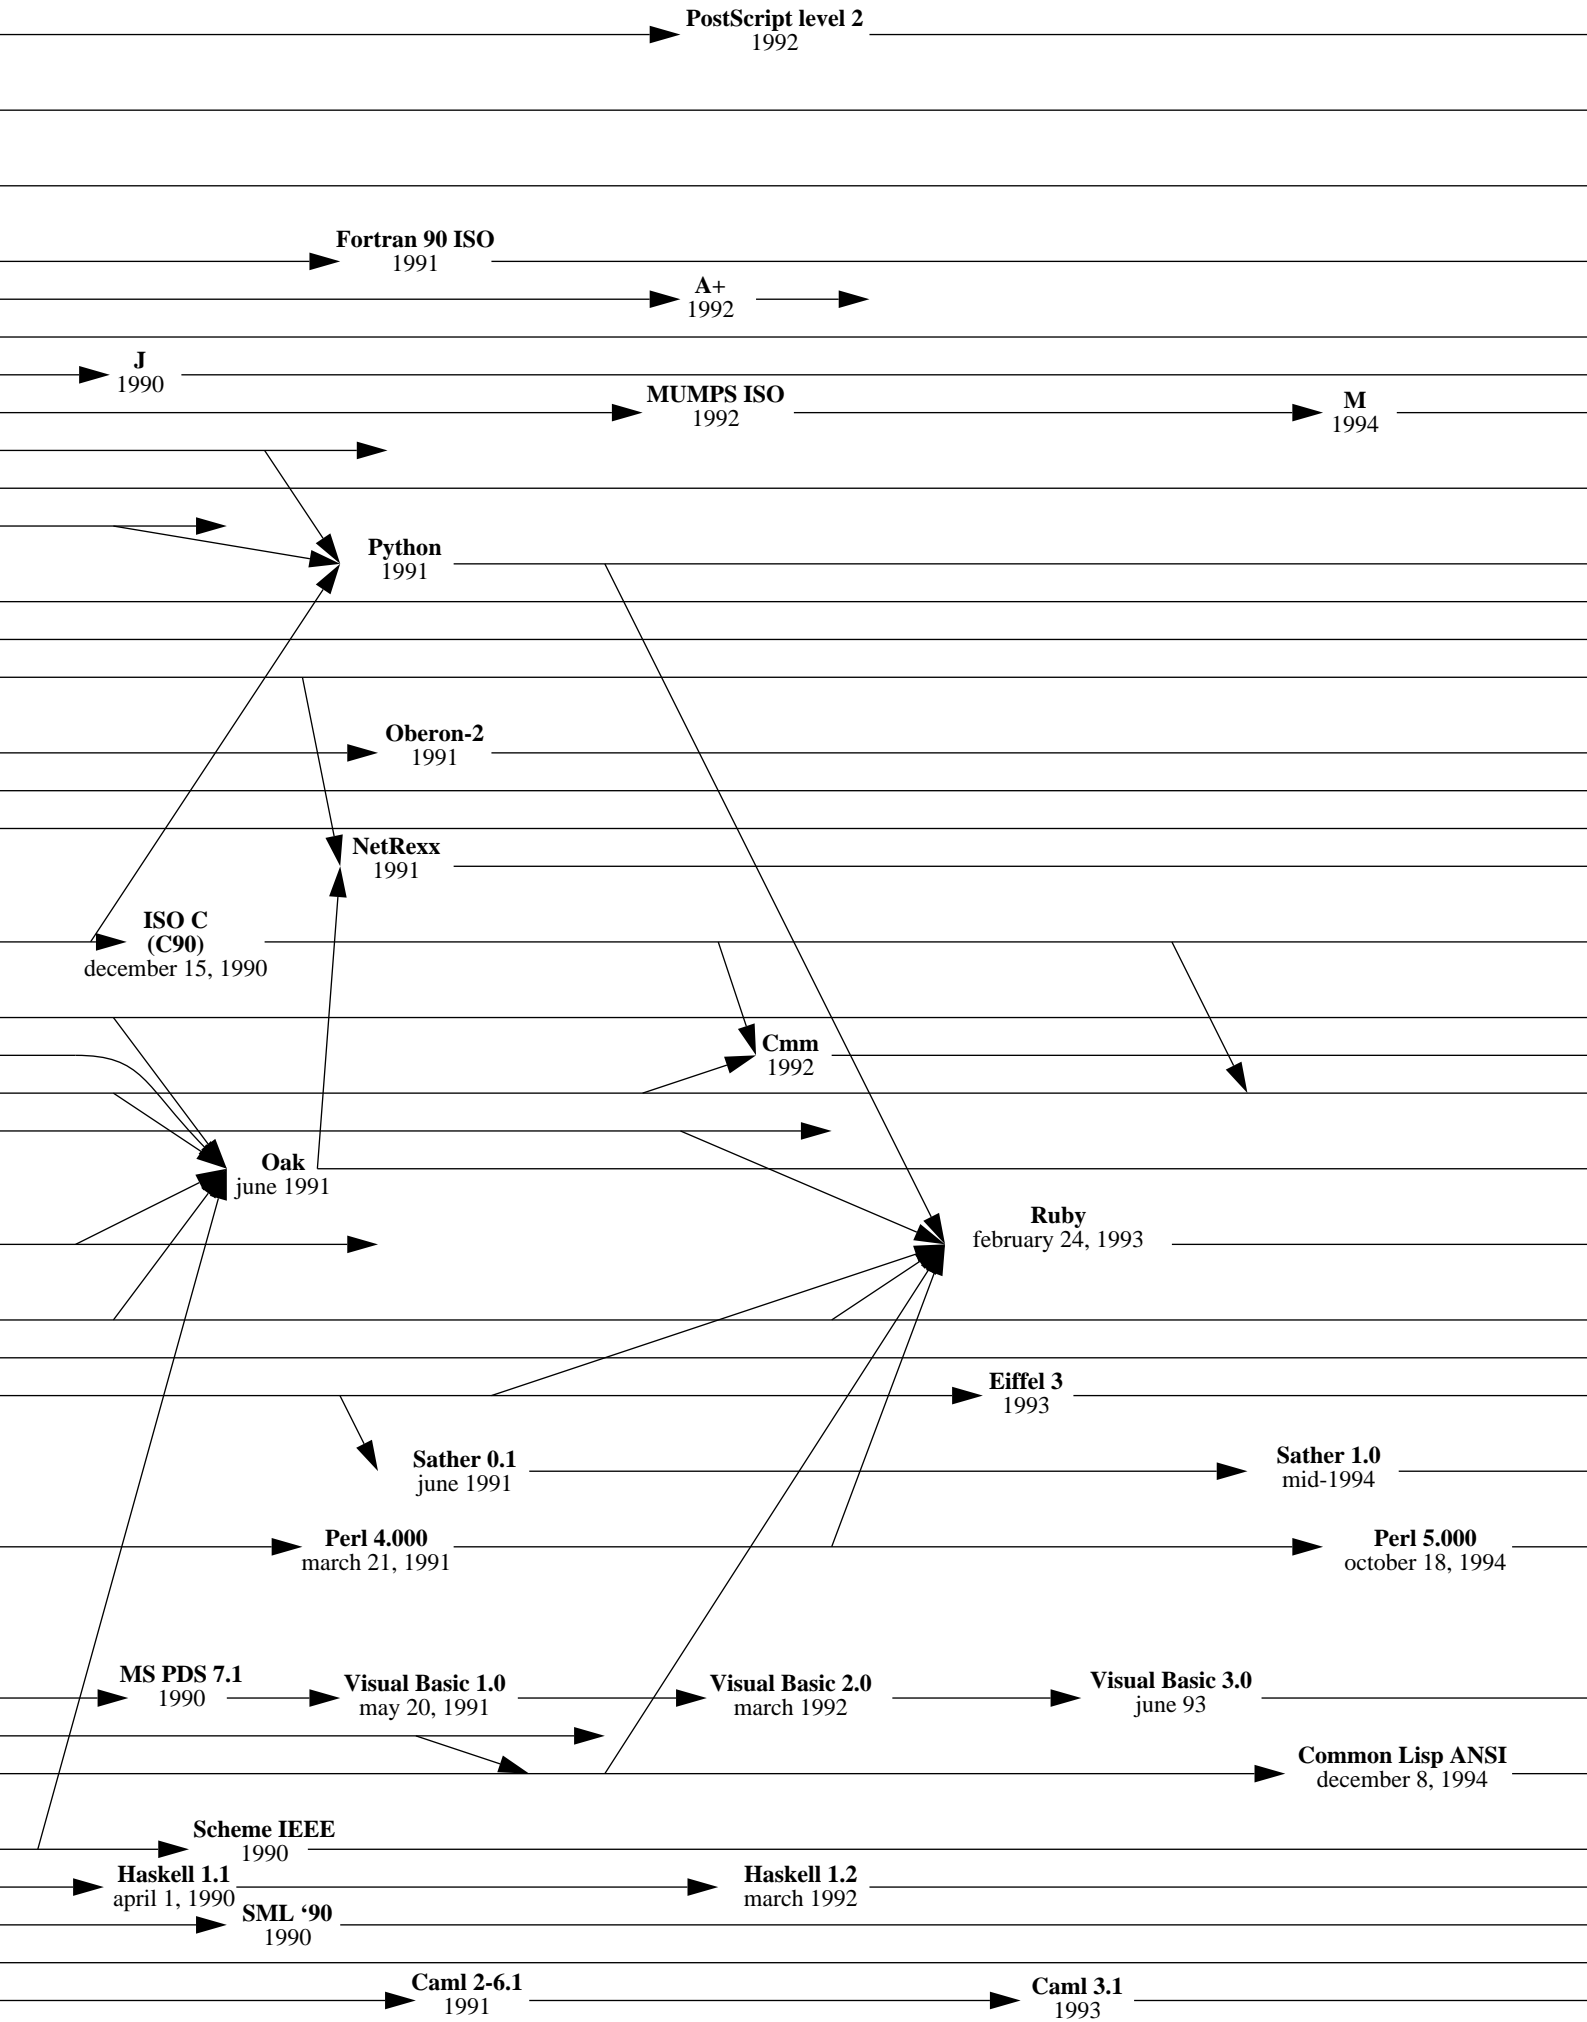 PostScript level 2
1992
Fortran 90 ISO
1991
A+
1992
J
1990
MUMPS ISO
1992
M
1994
Python
1991
Oberon-2
1991
NetRexx
1991
ISO C
(C90)
december 15, 1990
Cmm
1992
Oak
june 1991
Ruby
february 24, 1993
Eiffel 3
1993
Sather 0.1
june 1991
Sather 1.0
mid-1994
Perl 4.000
march 21, 1991
Perl 5.000
october 18, 1994
MS PDS 7.1
1990
Visual Basic 1.0
may 20, 1991
Visual Basic 2.0
march 1992
Visual Basic 3.0
june 93
Common Lisp ANSI
december 8, 1994
Scheme IEEE
1990
Haskell 1.1
april 1, 1990
Haskell 1.2
march 1992
SML ‘90
1990
Caml 2-6.1
1991
Caml 3.1
1993